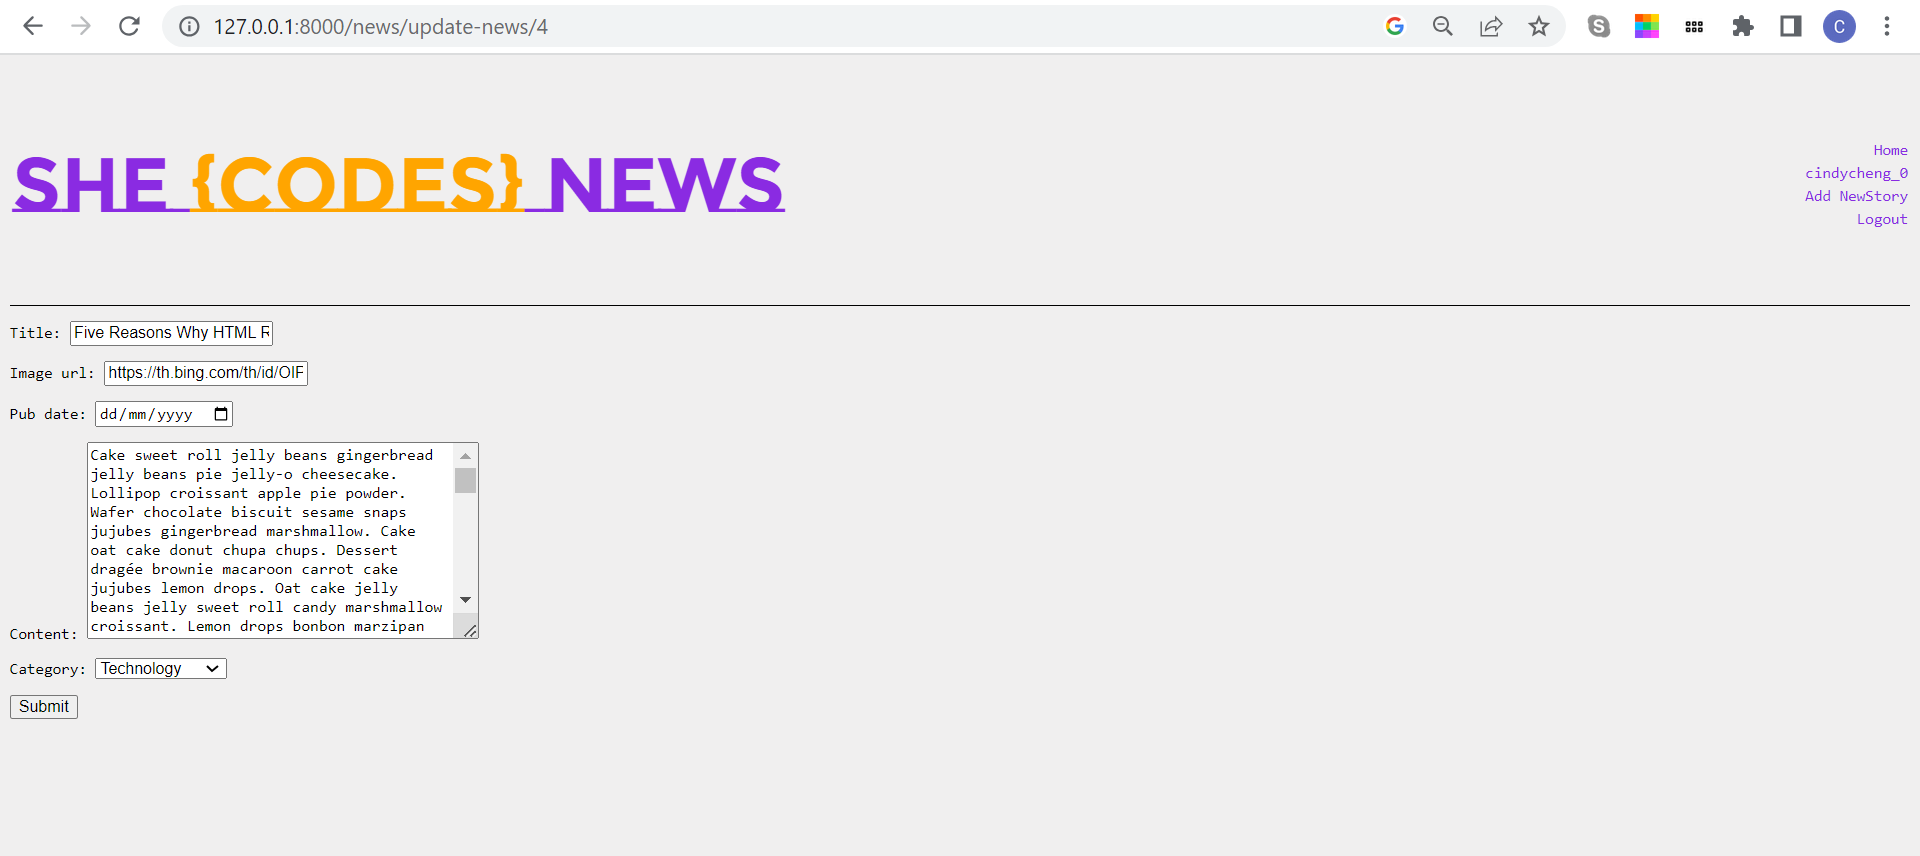 127.0.0.1:8000/news/update-news/4
C
S
SHE {CODES} NEWS
Home
cindycheng_0
Add NewStory
Logout
Title: Five Reasons Why HTML R
Image url: https://th.bing.com/th/id/OIF
Pub date: dd/mm/yyyy
Cake sweet roll jelly beans gingerbread
jelly beans pie jelly-o cheesecake.
Lollipop croissant apple pie powder.
Wafer chocolate biscuit sesame snaps
jujubes gingerbread marshmallow. Cake
oat cake donut chupa chups. Dessert
dragée brownie macaroon carrot cake
jujubes lemon drops. Oat cake jelly
beans jelly sweet roll candy marshmallow
croissant. Lemon drops bonbon marzipan
Content:
Category: Technology
Submit